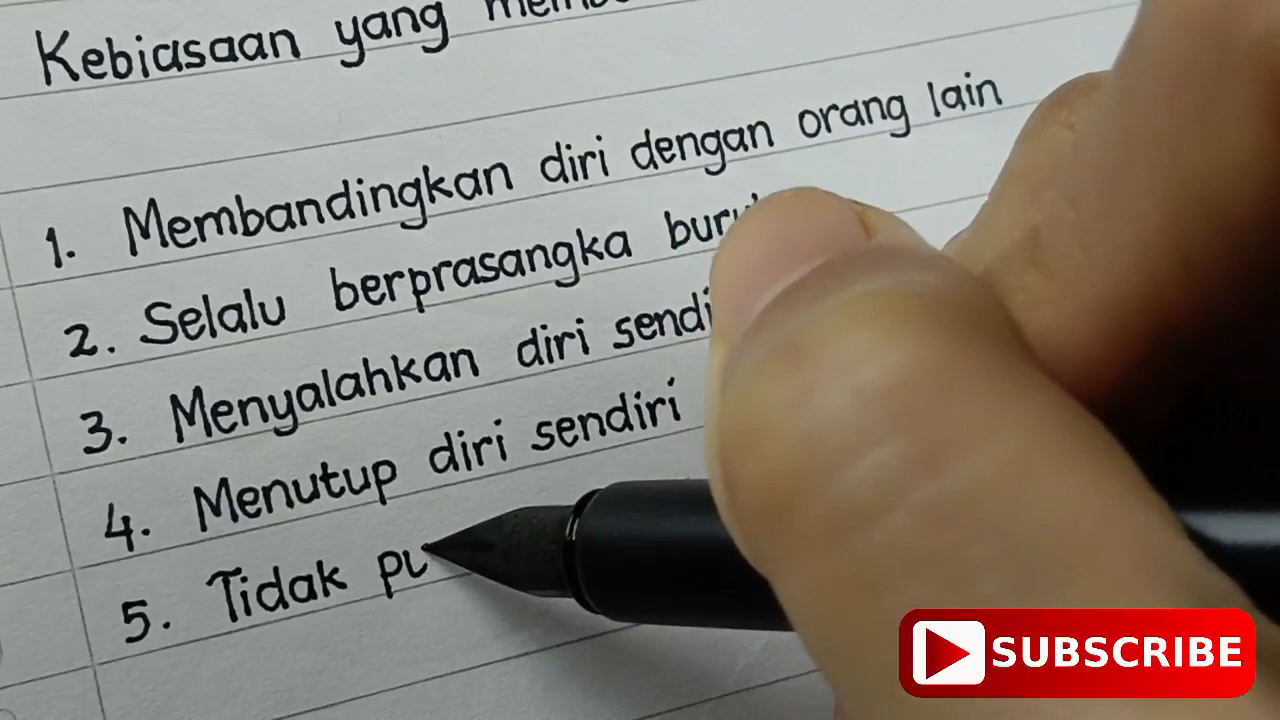 Kebiasaan yang
1. Membandingkan diri dengan orang lain
2. Selalu berprasangka
3. Menyalahkan diri
4. Menutup diri sendiri
5. Tidak
SUBSCRIBE